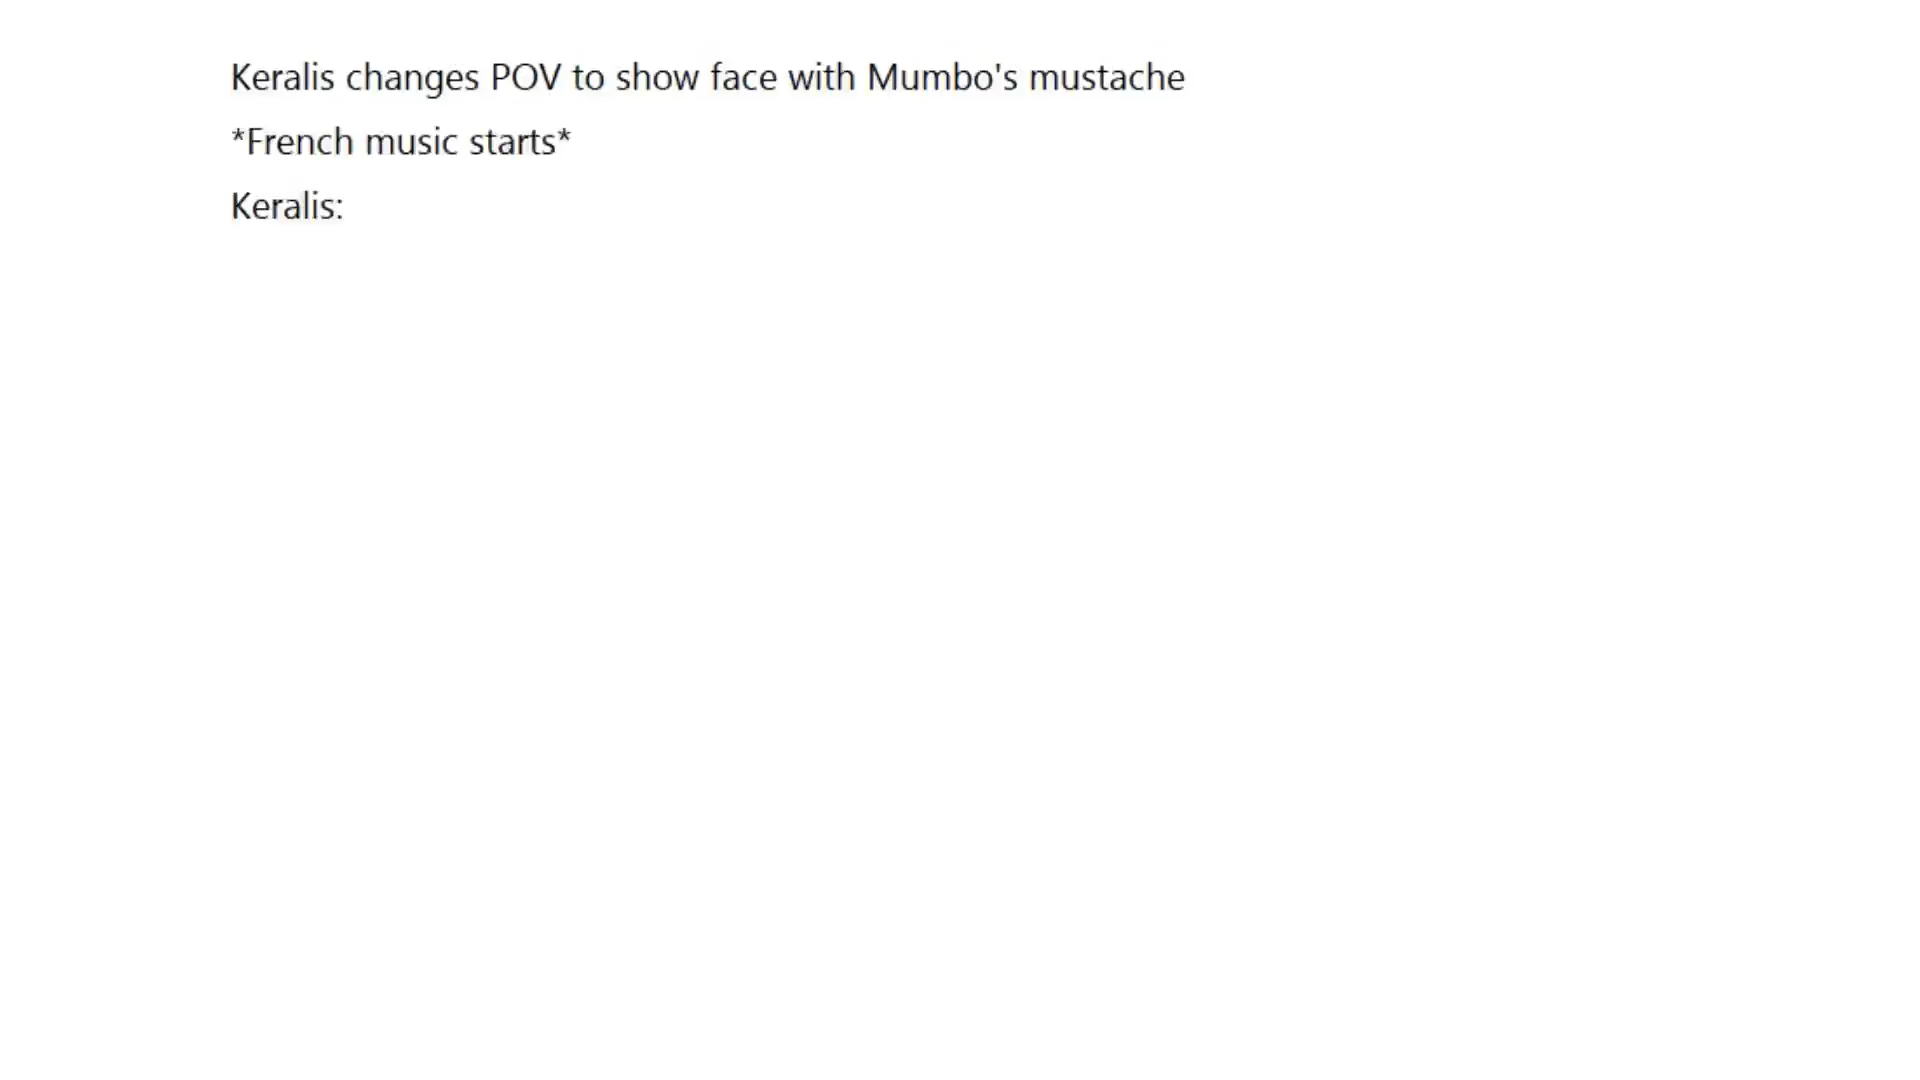 Keralis changes POV to show face with Mumbo's mustache
*French music starts*
Keralis: